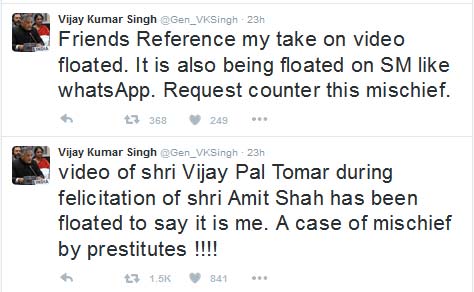 Vijay Kumar Singh @Gen_VKSingh · 23h
Friends Reference my take on video
floated. It is also being floated on SM like
whatsApp. Request counter this mischief.
368 249
Vijay Kumar Singh @Gen_VKSingh · 23h
video of shri Vijay Pal Tomar during
felicitation of shri Amit Shah has been
floated to say it is me. A case of mischief
by prestitutes !!!!
1.5K 841